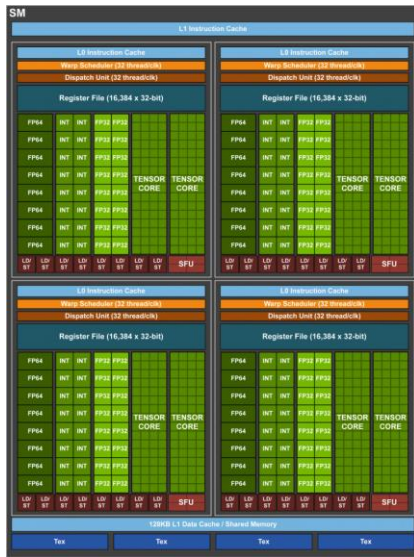 SM
L1 Instruction Cache
L0 Instruction Cache
Warp Scheduler (32 thread/clk)
Dispatch Unit (32 thread/clk)
Register File (16,384 x 32-bit)
FP64 INT INT FP32 FP32
FP64 INT INT FP32 FP32
FP64 INT INT FP32 FP32
FP64 INT INT FP32 FP32
TENSOR TENSOR
CORE CORE
FP64 INT INT FP32 FP32
FP64 INT INT FP32 FP32
FP64 INT INT FP32 FP32
FP64 INT INT FP32 FP32
LD/ LD/ LD/ LD/ LD/ LD/ LD/ LD/ SFU
ST ST ST ST ST ST ST ST
L0 Instruction Cache
Warp Scheduler (32 thread/clk)
Dispatch Unit (32 thread/clk)
Register File (16,384 x 32-bit)
FP64 INT INT FP32 FP32
FP64 INT INT FP32 FP32
FP64 INT INT FP32 FP32
FP64 INT INT FP32 FP32
TENSOR TENSOR
CORE CORE
FP64 INT INT FP32 FP32
FP64 INT INT FP32 FP32
FP64 INT INT FP32 FP32
FP64 INT INT FP32 FP32
LD/ LD/ LD/ LD/ LD/ LD/ LD/ LD/ SFU
ST ST ST ST ST ST ST ST
L0 Instruction Cache
Warp Scheduler (32 thread/clk)
Dispatch Unit (32 thread/clk)
Register File (16,384 x 32-bit)
FP64 INT INT FP32 FP32
FP64 INT INT FP32 FP32
FP64 INT INT FP32 FP32
FP64 INT INT FP32 FP32
TENSOR TENSOR
CORE CORE
FP64 INT INT FP32 FP32
FP64 INT INT FP32 FP32
FP64 INT INT FP32 FP32
FP64 INT INT FP32 FP32
LD/ LD/ LD/ LD/ LD/ LD/ LD/ LD/ SFU
ST ST ST ST ST ST ST ST
L0 Instruction Cache
Warp Scheduler (32 thread/clk)
Dispatch Unit (32 thread/clk)
Register File (16,384 x 32-bit)
FP64 INT INT FP32 FP32
FP64 INT INT FP32 FP32
FP64 INT INT FP32 FP32
FP64 INT INT FP32 FP32
TENSOR TENSOR
CORE CORE
FP64 INT INT FP32 FP32
FP64 INT INT FP32 FP32
FP64 INT INT FP32 FP32
FP64 INT INT FP32 FP32
LD/ LD/ LD/ LD/ LD/ LD/ LD/ LD/ SFU
ST ST ST ST ST ST ST ST
128KB L1 Data Cache / Shared Memory
Tex Tex Tex Tex